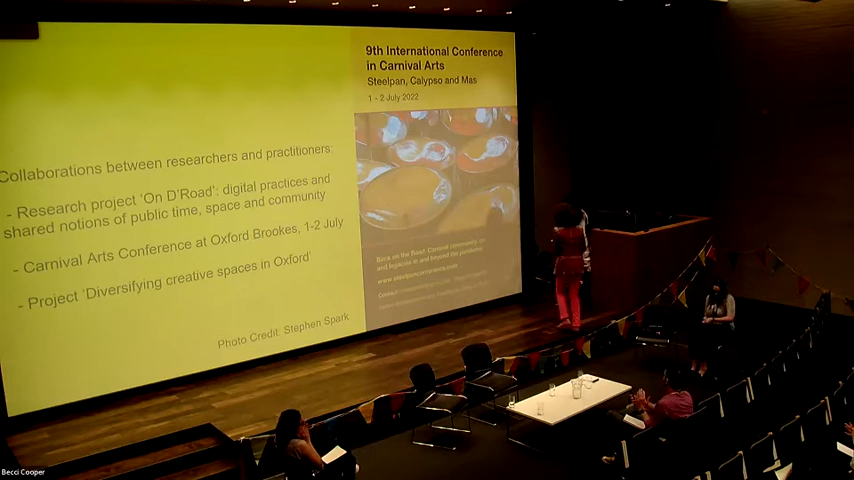 Collaborations between researchers and practitioners:
- Research project 'On D'Road': digital practices and
shared notions of public time, space and community
- Carnival Arts Conference at Oxford Brookes, 1-2 July
- Project 'Diversifying creative spaces in Oxford'
Photo Credit: Stephen Spark
9th International Conference
in Carnival Arts
Steelpan, Calypso and Mas
1 - 2 July 2022
Back on the Road: Carnival community, on
and legacies in and beyond the pandemic
www.steelpanconference.com
Contact
Becci Cooper